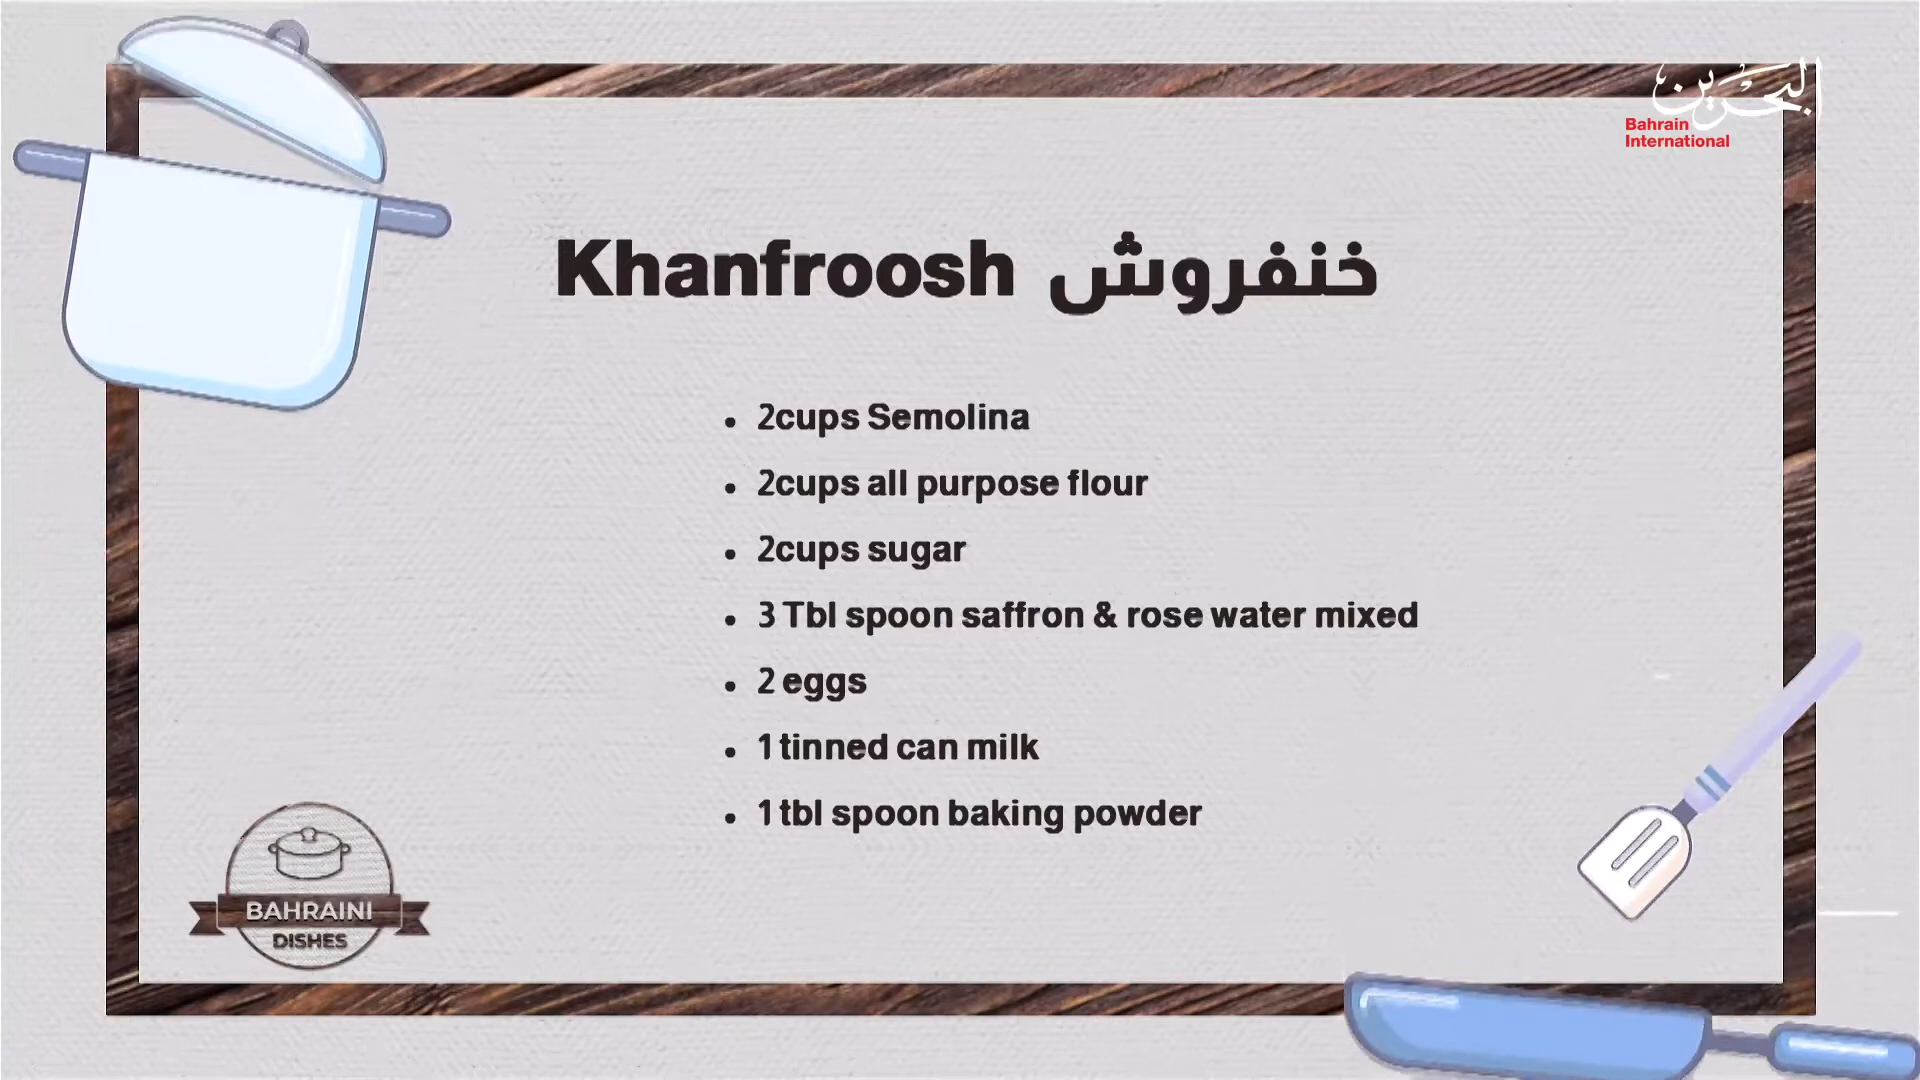 البحرين
Bahrain
International
Khanfroosh خنفروش
• 2cups Semolina
• 2cups all purpose flour
• 2cups sugar
• 3 Tbl spoon saffron & rose water mixed
• 2 eggs
• 1 tinned can milk
• 1 tbl spoon baking powder
BAHRAINI
DISHES